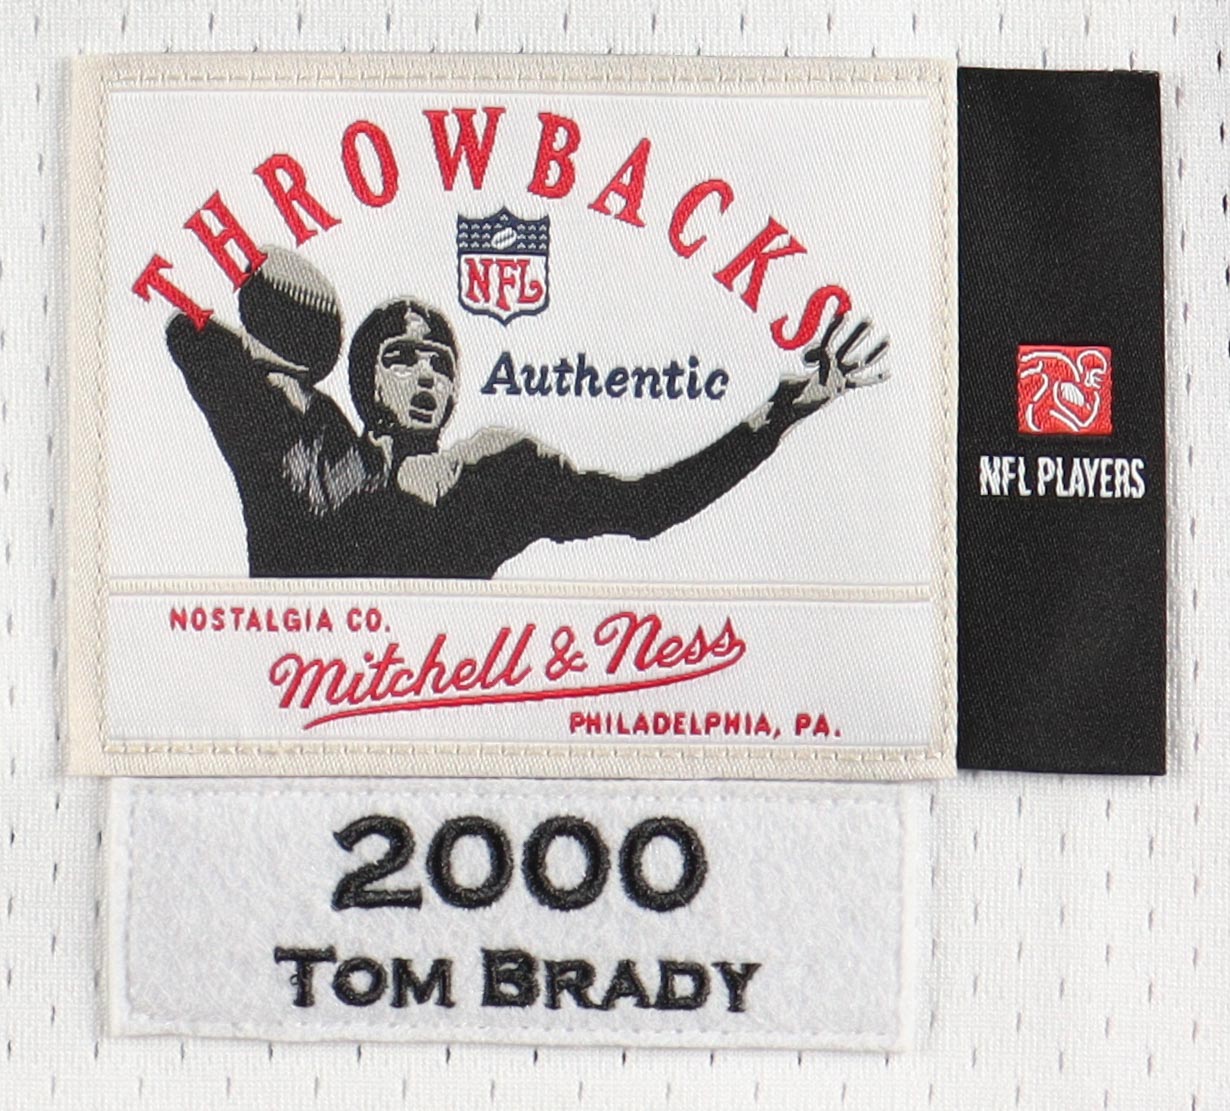 THROWBACKS
NFL
Authentic
NFL PLAYERS
NOSTALGIA CO.
Mitchell & Ness
PHILADELPHIA, PA.
2000
TOM BRADY